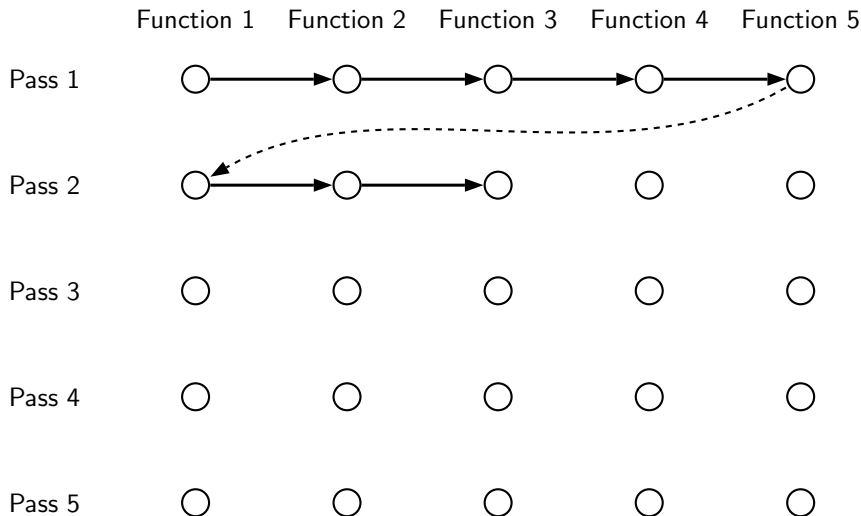 Function 1 Function 2 Function 3 Function 4 Function 5
Pass 1
Pass 2
Pass 3
Pass 4
Pass 5